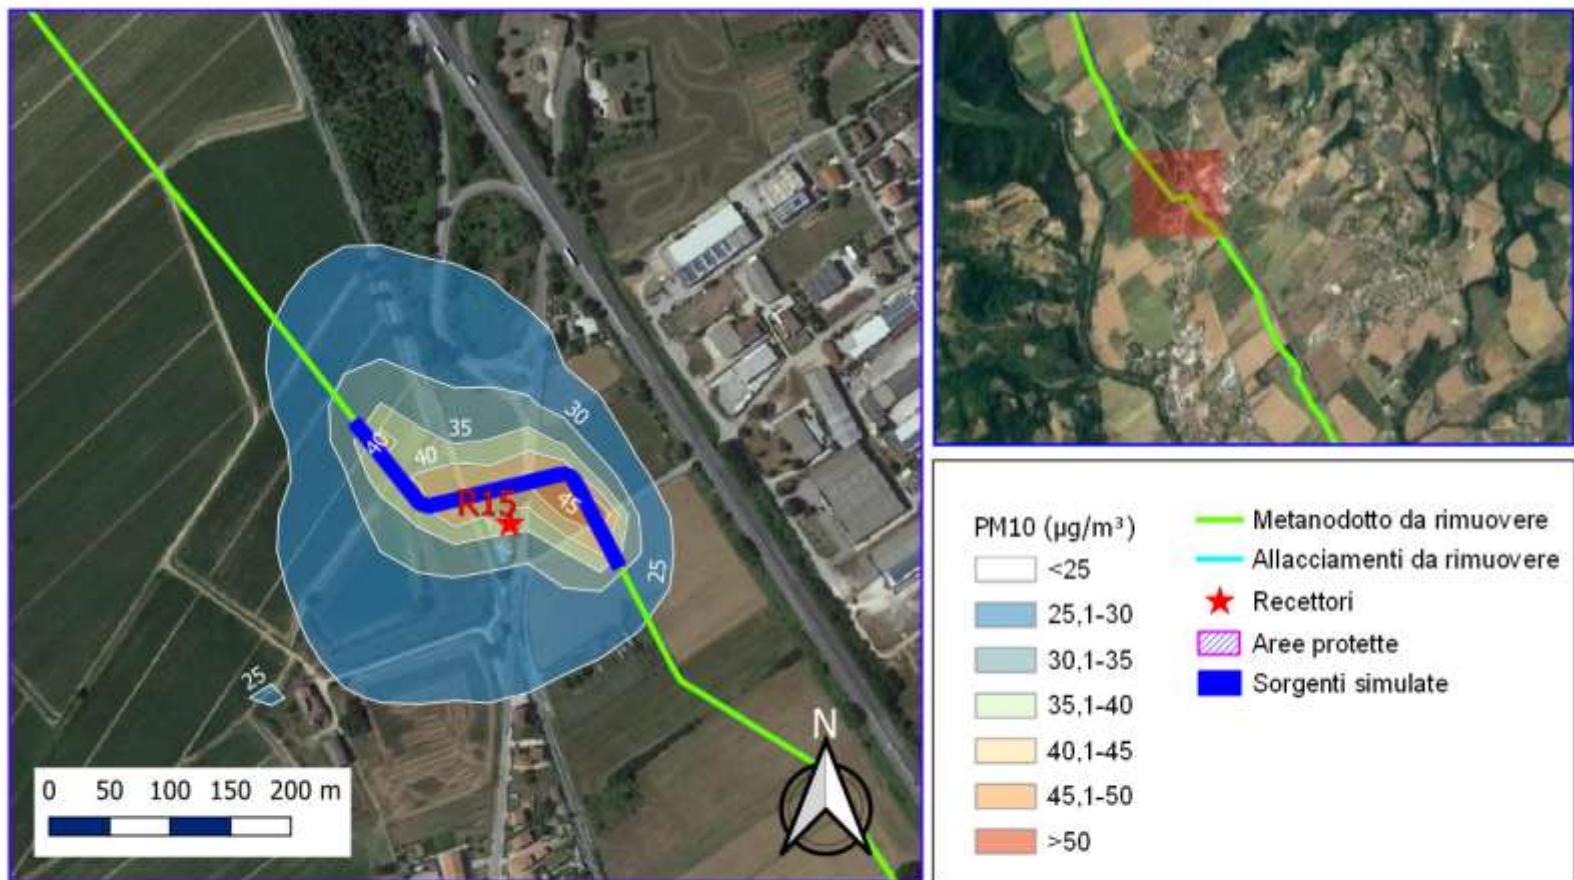 30
35
40
40
R15
45
25
25
N
0 50 100 150 200 m
PM10 (µg/m³)
<25
25,1-30
30,1-35
35,1-40
40,1-45
45,1-50
>50
Metanodotto da rimuovere
Allacciamenti da rimuovere
Recettori
Aree protette
Sorgenti simulate